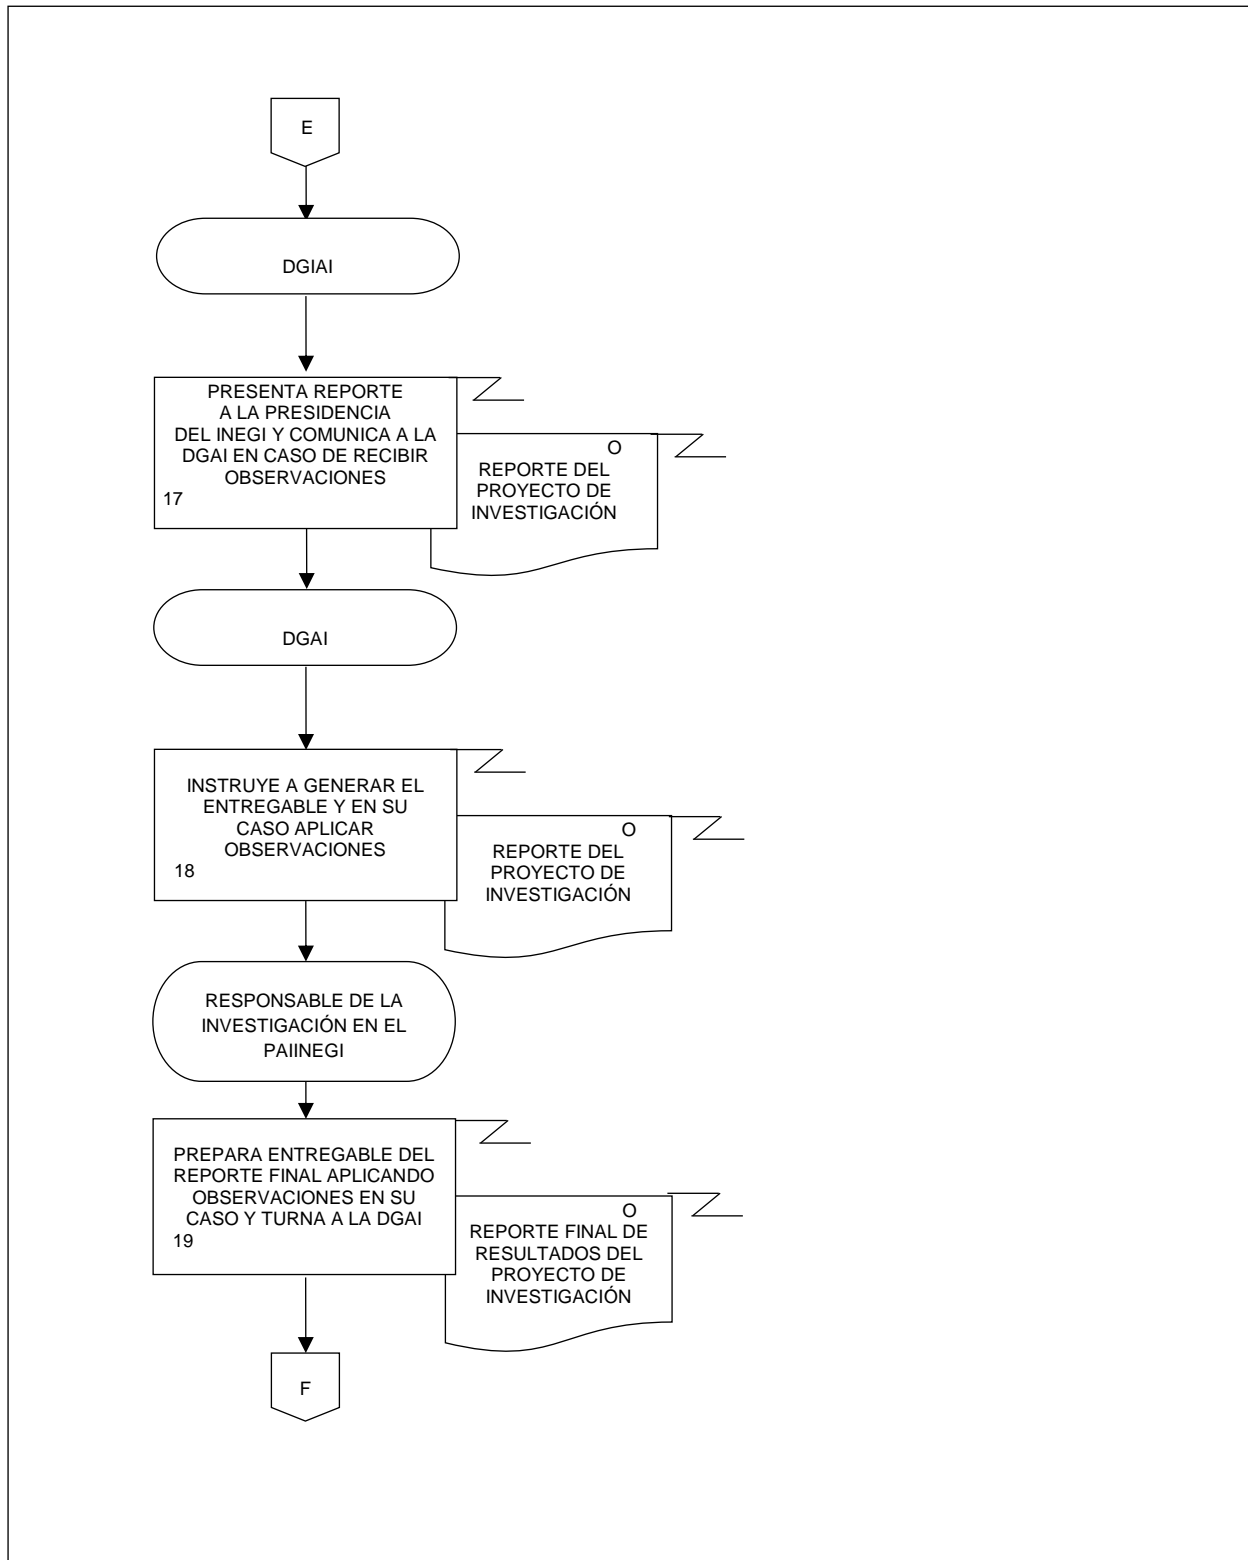 E
DGIAI
PRESENTA REPORTE
A LA PRESIDENCIA
DEL INEGI Y COMUNICA A LA
DGAI EN CASO DE RECIBIR
OBSERVACIONES
17
O
REPORTE DEL
PROYECTO DE
INVESTIGACIÓN
DGAI
INSTRUYE A GENERAR EL
ENTREGABLE Y EN SU
CASO APLICAR
OBSERVACIONES
18
O
REPORTE DEL
PROYECTO DE
INVESTIGACIÓN
RESPONSABLE DE LA
INVESTIGACIÓN EN EL
PAIINEGI
PREPARA ENTREGABLE DEL
REPORTE FINAL APLICANDO
OBSERVACIONES EN SU
CASO Y TURNA A LA DGAI
19
O
REPORTE FINAL DE
RESULTADOS DEL
PROYECTO DE
INVESTIGACIÓN
F